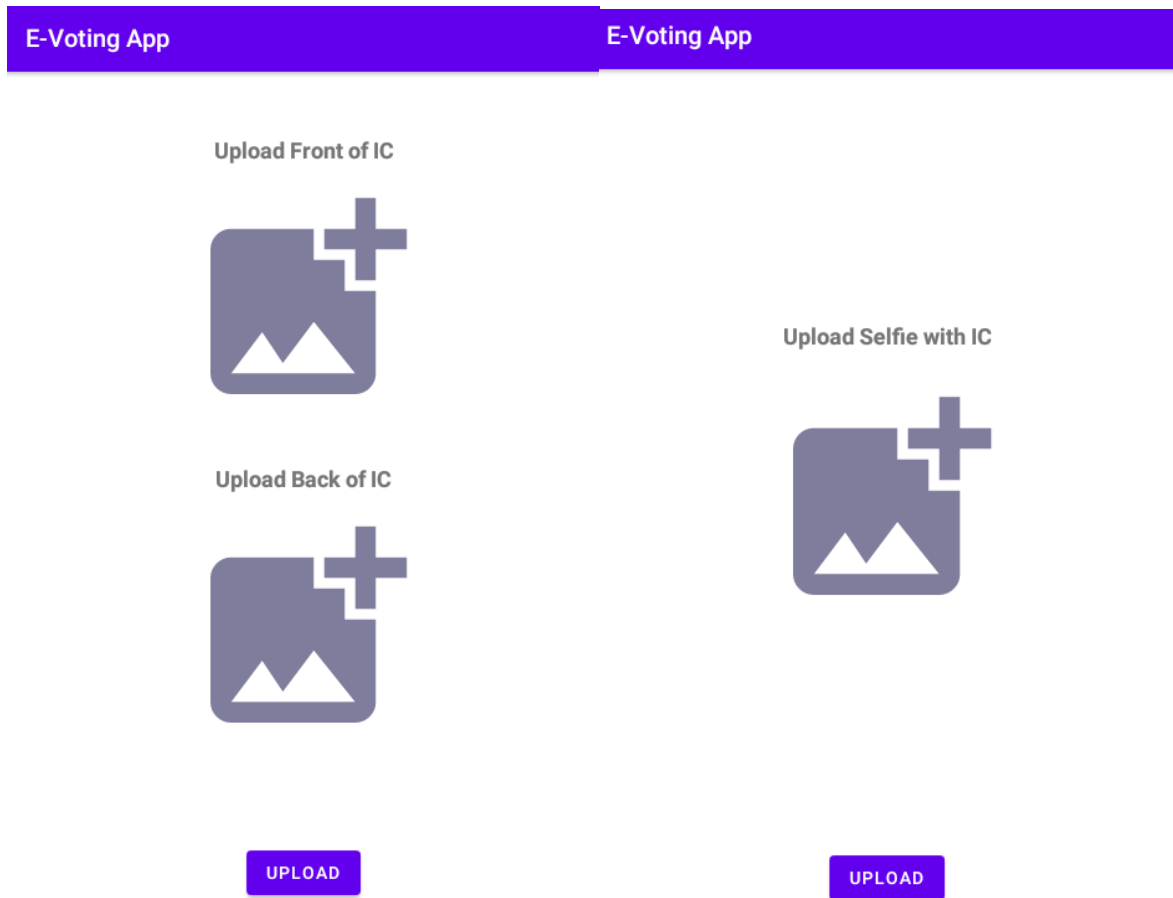 E-Voting App
Upload Front of IC
Upload Back of IC
UPLOAD
E-Voting App
Upload Selfie with IC
UPLOAD